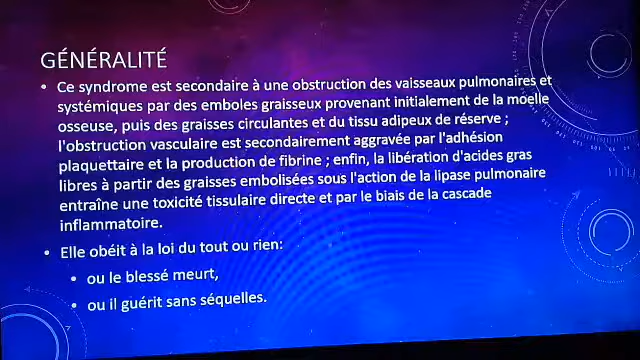 GÉNÉRALITÉ
• Ce syndrome est secondaire à une obstruction des vaisseaux pulmonaires et
systémiques par des emboles graisseux provenant initialement de la moelle
osseuse, puis des graisses circulantes et du tissu adipeux de réserve ;
l'obstruction vasculaire est secondairement aggravée par l'adhésion
plaquettaire et la production de fibrine ; enfin, la libération d'acides gras
libres à partir des graisses embolisées sous l'action de la lipase pulmonaire
entraîne une toxicité tissulaire directe et par le biais de la cascade
inflammatoire.
• Elle obéit à la loi du tout ou rien:
• ou le blessé meurt,
• ou il guérit sans séquelles.